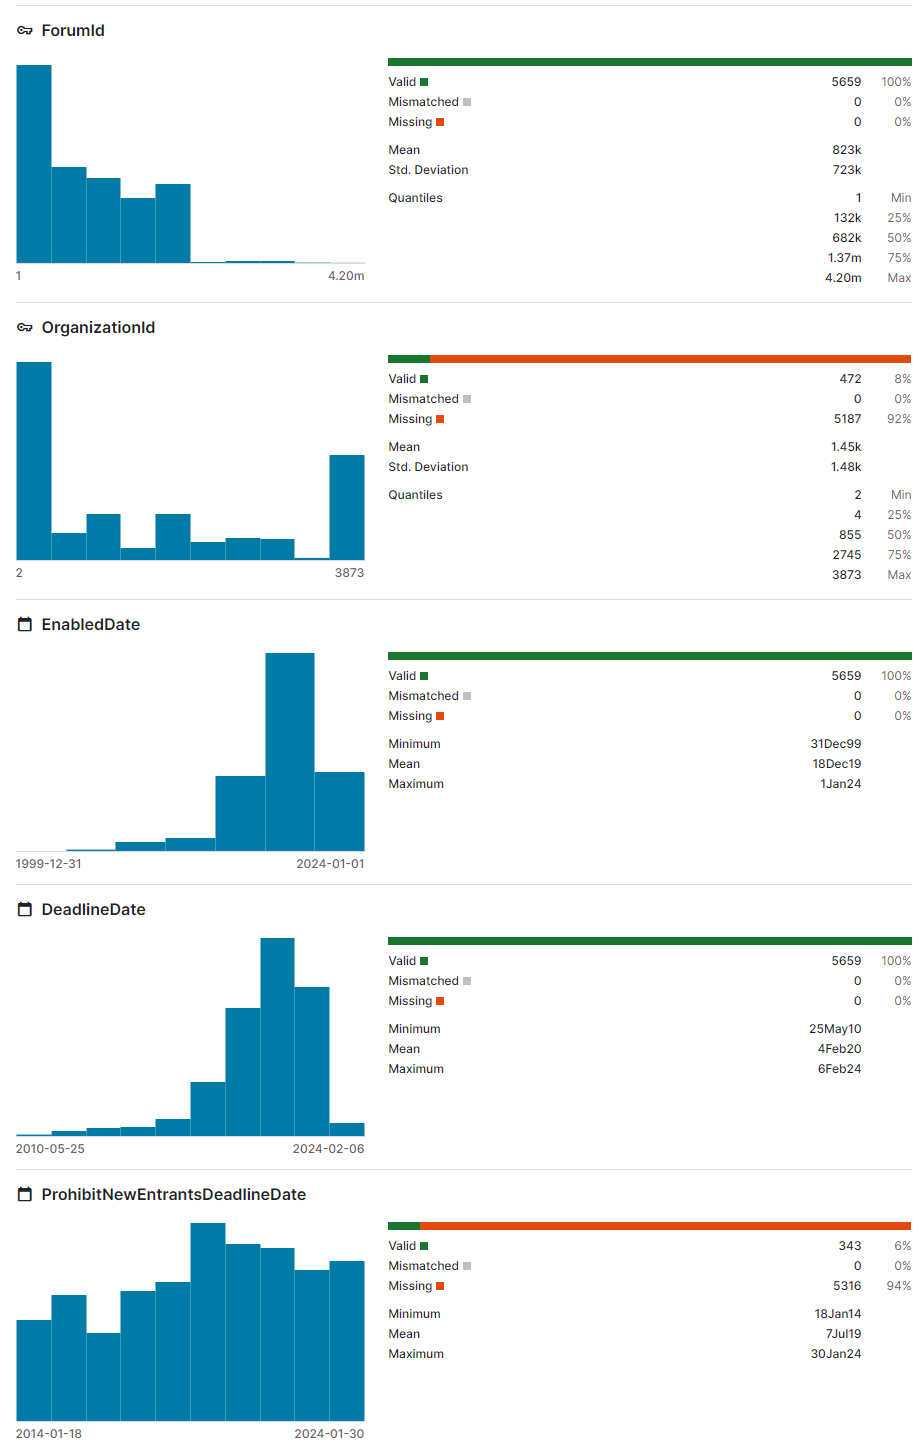 ForumId
Valid 5659 100%
Mismatched 0 0%
Missing 0 0%
Mean 823k
Std. Deviation 723k
Quantiles 1 Min
132k 25%
682k 50%
1.37m 75%
4.20m Max
1 4.20m
OrganizationId
Valid 472 8%
Mismatched 0 0%
Missing 5187 92%
Mean 1.45k
Std. Deviation 1.48k
Quantiles 2 Min
4 25%
855 50%
2745 75%
3873 Max
2 3873
EnabledDate
Valid 5659 100%
Mismatched 0 0%
Missing 0 0%
Minimum 31Dec99
Mean 18Dec19
Maximum 1Jan24
1999-12-31 2024-01-01
DeadlineDate
Valid 5659 100%
Mismatched 0 0%
Missing 0 0%
Minimum 25May10
Mean 4Feb20
Maximum 6Feb24
2010-05-25 2024-02-06
ProhibitNewEntrantsDeadlineDate
Valid 343 6%
Mismatched 0 0%
Missing 5316 94%
Minimum 18Jan14
Mean 7Jul19
Maximum 30Jan24
2014-01-18 2024-01-30